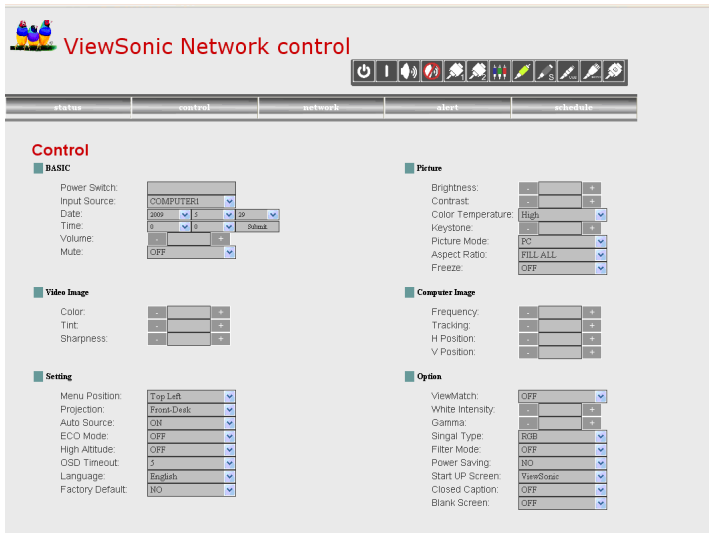 ViewSonic Network control
1 2 S
status control network alert schedule
Control
BASIC
Power Switch:
Input Source: COMPUTER1
Date: 2009 5 29
Time: 0 0 Submit
Volume: - +
Mute: OFF
Picture
Brightness: - +
Contrast: - +
Color Temperature: High
Keystone: - +
Picture Mode: PC
Aspect Ratio: FILL ALL
Freeze: OFF
Video Image
Color: - +
Tint: - +
Sharpness: - +
Computer Image
Frequency: - +
Tracking: - +
H Position: - +
V Position: - +
Setting
Menu Position: Top Left
Projection: Front-Desk
Auto Source: ON
ECO Mode: OFF
High Altitude: OFF
OSD Timeout: 5
Language: English
Factory Default: NO
Option
ViewMatch: OFF
White Intensity: - +
Gamma: - +
Singal Type: RGB
Filter Mode: OFF
Power Saving: NO
Start UP Screen: ViewSonic
Closed Caption: OFF
Blank Screen: OFF